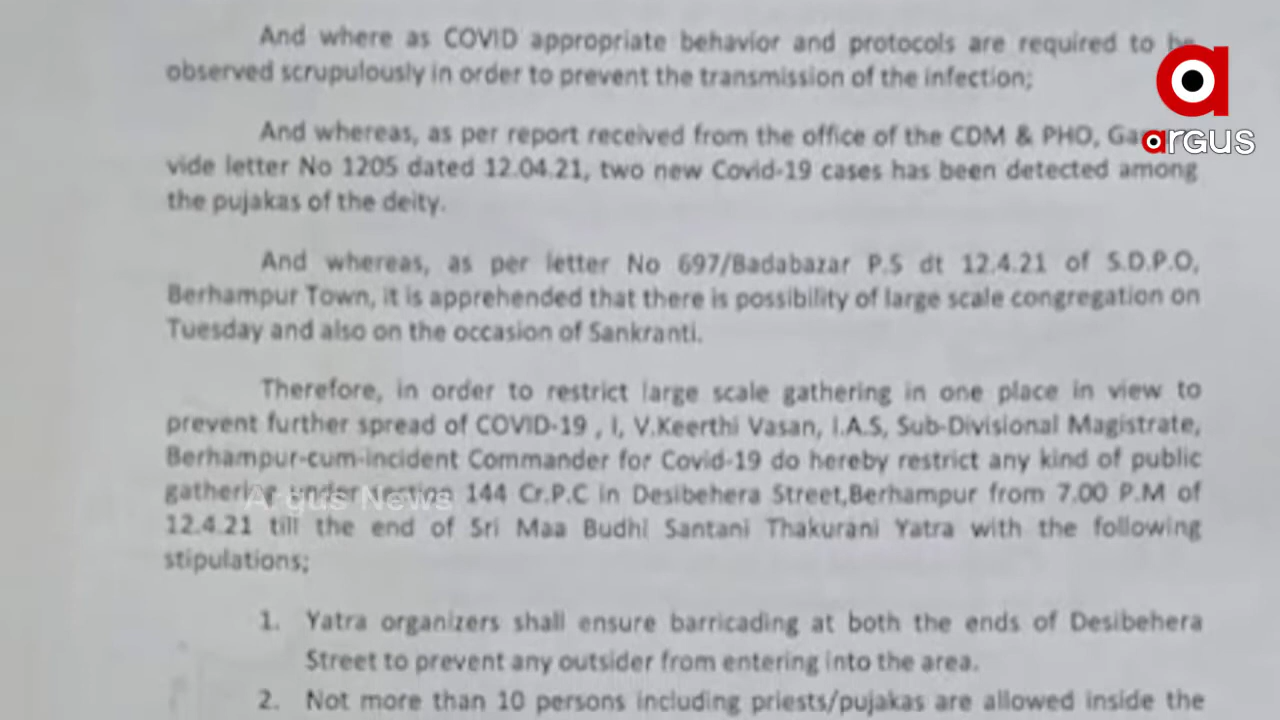 And where as COVID appropriate behavior and protocols are required to be
observed scrupulously in order to prevent the transmission of the infection;
And whereas, as per report received from the office of the CDM & PHO,
vide letter No 1205 dated 12.04.21, two new Covid-19 cases has been detected among
the pujakas of the deity.
And whereas, as per letter No 697/Badabazar P.S dt 12.4.21 of S.D.P.O,
Berhampur Town, it is apprehended that there is possibility of large scale congregation on
Tuesday and also on the occasion of Sankranti.
Therefore, in order to restrict large scale gathering in one place in view to
prevent further spread of COVID-19 , I, V.Keerthi Vasan, I.A.S, Sub-Divisional Magistrate,
Berhampur-cum-incident Commander for Covid-19 do hereby restrict any kind of public
gathering under section 144 Cr.P.C in Desibehera Street,Berhampur from 7.00 P.M of
12.4.21 till the end of Sri Maa Budhi Santani Thakurani Yatra with the following
stipulations;
1. Yatra organizers shall ensure barricading at both the ends of Desibehera
Street to prevent any outsider from entering into the area.
2. Not more than 10 persons including priests/pujakas are allowed inside the
a
argus
Argus News